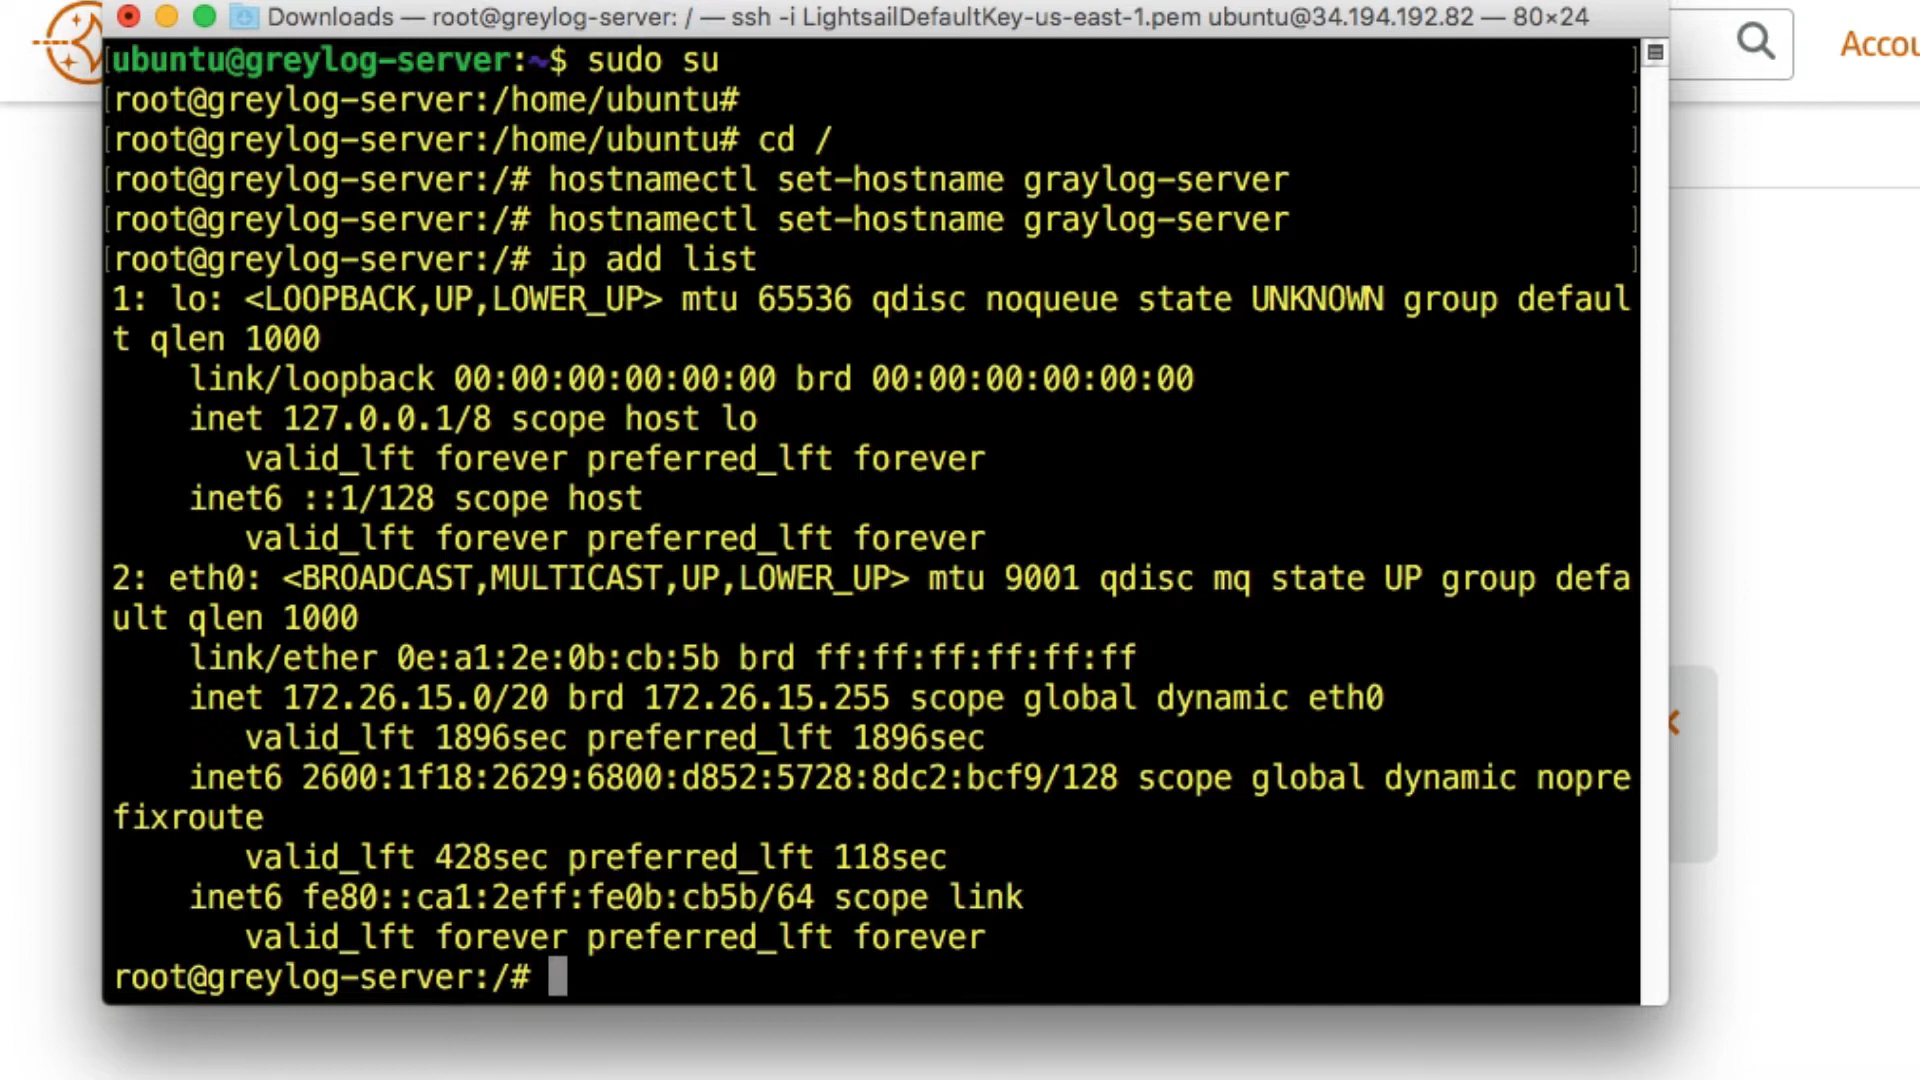 Downloads — root@greylog-server: / — ssh -i LightsailDefaultKey-us-east-1.pem ubuntu@34.194.192.82 — 80×24
Accou
ubuntu@greylog-server:~$ sudo su
root@greylog-server:/home/ubuntu#
root@greylog-server:/home/ubuntu# cd /
root@greylog-server:/# hostnamectl set-hostname graylog-server
root@greylog-server:/# hostnamectl set-hostname graylog-server
root@greylog-server:/# ip add list
1: lo: <LOOPBACK,UP,LOWER_UP> mtu 65536 qdisc noqueue state UNKNOWN group defaul
t qlen 1000
    link/loopback 00:00:00:00:00:00 brd 00:00:00:00:00:00
    inet 127.0.0.1/8 scope host lo
       valid_lft forever preferred_lft forever
    inet6 ::1/128 scope host
       valid_lft forever preferred_lft forever
2: eth0: <BROADCAST,MULTICAST,UP,LOWER_UP> mtu 9001 qdisc mq state UP group defa
ult qlen 1000
    link/ether 0e:a1:2e:0b:cb:5b brd ff:ff:ff:ff:ff:ff
    inet 172.26.15.0/20 brd 172.26.15.255 scope global dynamic eth0
       valid_lft 1896sec preferred_lft 1896sec
    inet6 2600:1f18:2629:6800:d852:5728:8dc2:bcf9/128 scope global dynamic nopre
fixroute
       valid_lft 428sec preferred_lft 118sec
    inet6 fe80::ca1:2eff:fe0b:cb5b/64 scope link
       valid_lft forever preferred_lft forever
root@greylog-server:/#